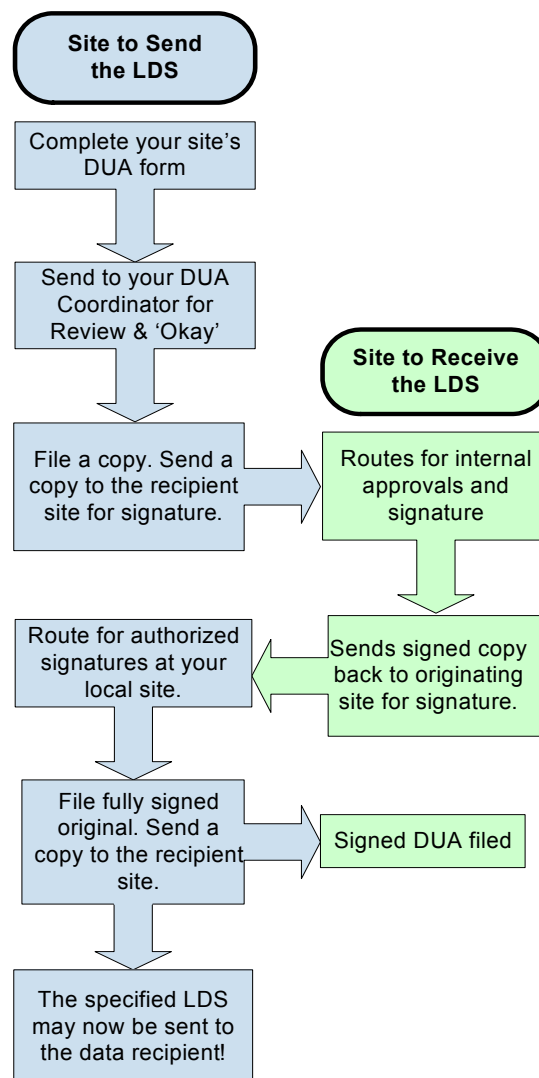 Site to Send
the LDS
Complete your site's
DUA form
Send to your DUA
Coordinator for
Review & 'Okay'
Site to Receive
the LDS
File a copy. Send a
copy to the recipient
site for signature.
Routes for internal
approvals and
signature
Sends signed copy
back to originating
site for signature.
Route for authorized
signatures at your
local site.
File fully signed
original. Send a
copy to the recipient
site.
Signed DUA filed
The specified LDS
may now be sent to
the data recipient!